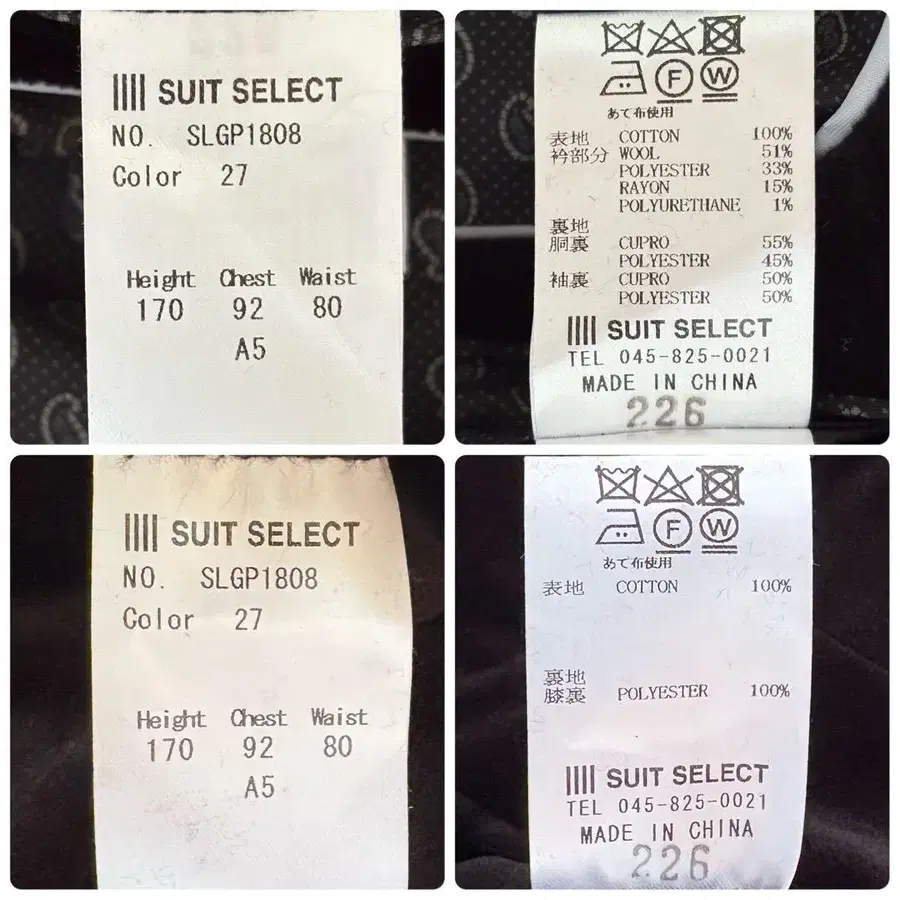 SUIT SELECT
NO. SLGP1808
Color 27
Height Chest Waist
170 92 80
A5
F W
あて布使用
表地 COTTON 100%
衿部分 WOOL 51%
POLYESTER 33%
RAYON 15%
POLYURETHANE 1%
裏地
胴裏 CUPRO 55%
POLYESTER 45%
袖裏 CUPRO 50%
POLYESTER 50%
SUIT SELECT
TEL 045-825-0021
MADE IN CHINA
226
SUIT SELECT
NO. SLGP1808
Color 27
Height Chest Waist
170 92 80
A5
F W
あて布使用
表地 COTTON 100%
裏地
膝裏 POLYESTER 100%
SUIT SELECT
TEL 045-825-0021
MADE IN CHINA
226